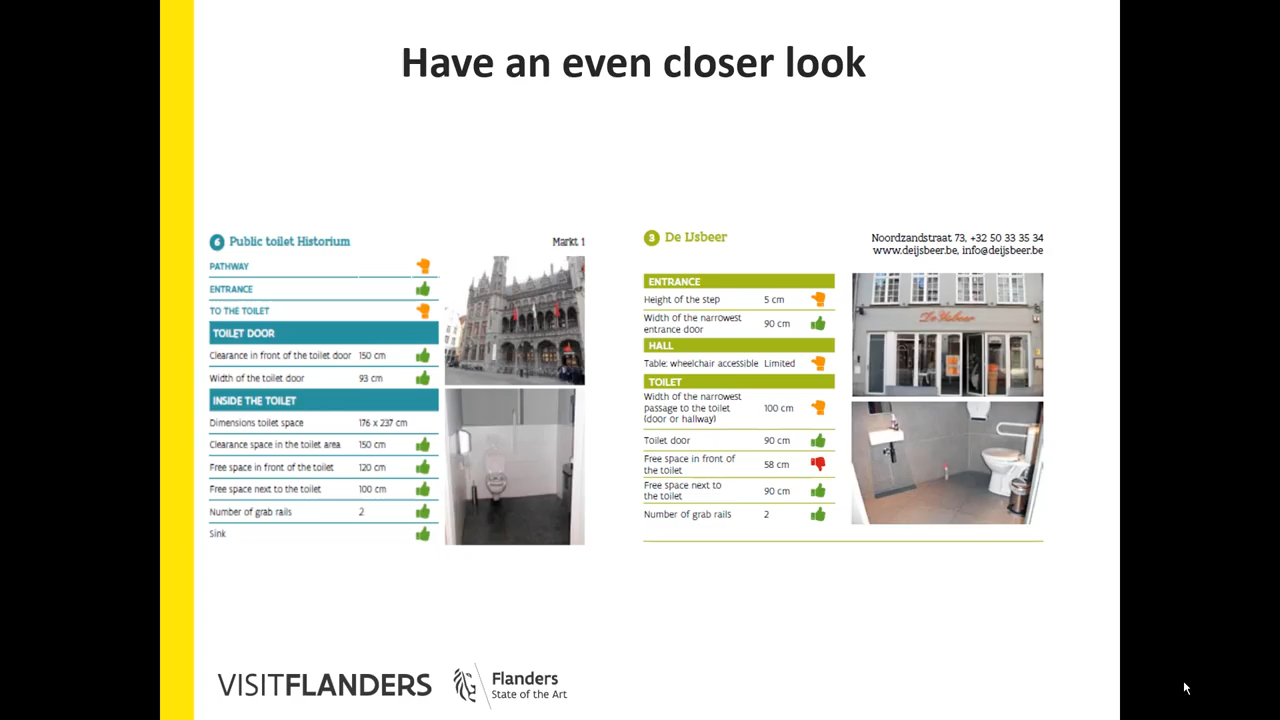 Have an even closer look
6 Public toilet Historium
Markt 1
PATHWAY
ENTRANCE
TO THE TOILET
TOILET DOOR
Clearance in front of the toilet door 150 cm
Width of the toilet door 93 cm
INSIDE THE TOILET
Dimensions toilet space 176 x 237 cm
Clearance space in the toilet area 150 cm
Free space in front of the toilet 120 cm
Free space next to the toilet 100 cm
Number of grab rails 2
Sink
3 De IJsbeer
Noordzandstraat 73, +32 50 33 35 34
www.deijsbeer.be, info@deijsbeer.be
ENTRANCE
Height of the step 5 cm
Width of the narrowest
entrance door 90 cm
HALL
Table: wheelchair accessible Limited
TOILET
Width of the narrowest
passage to the toilet 100 cm
(door or hallway)
Toilet door 90 cm
Free space in front of
the toilet 58 cm
Free space next to
the toilet 90 cm
Number of grab rails 2
De IJsbeer
VISITFLANDERS
Flanders
State of the Art